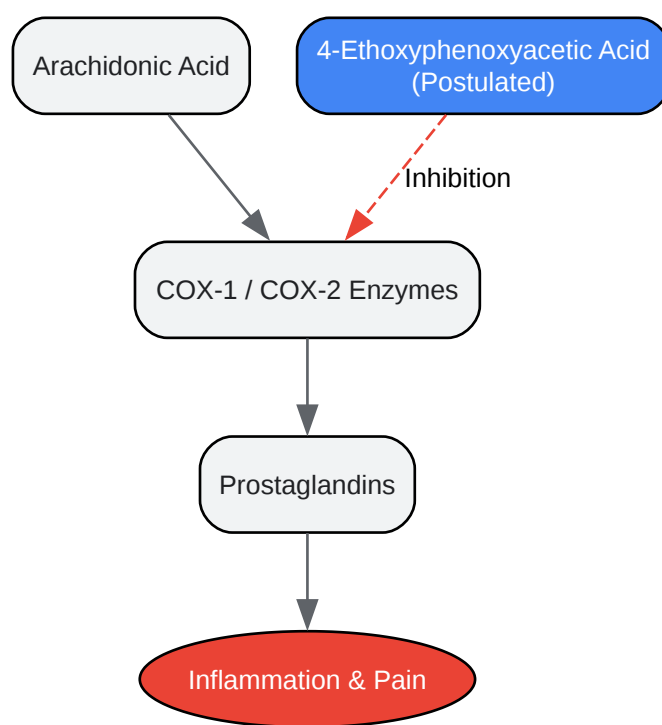 Arachidonic Acid
4-Ethoxyphenoxyacetic Acid
(Postulated)
Inhibition
COX-1 / COX-2 Enzymes
Prostaglandins
Inflammation & Pain